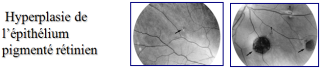 Hyperplasie de
l'épithélium
pigmenté rétinien